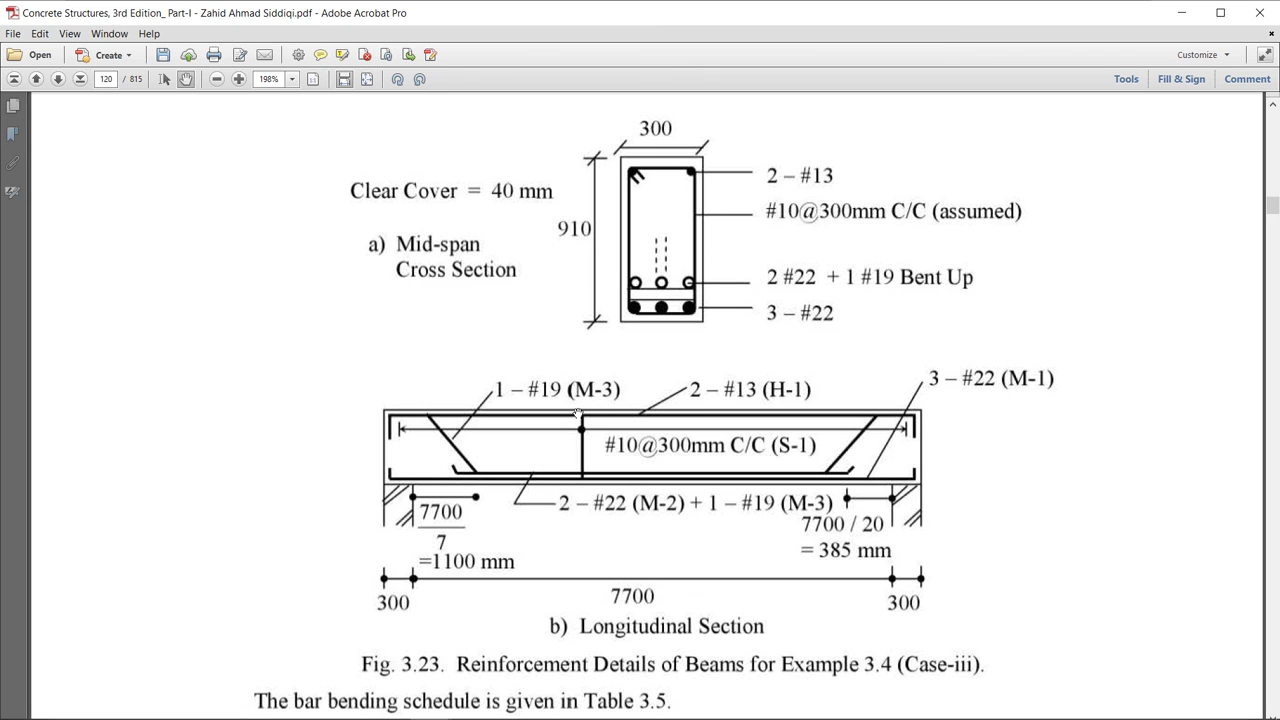 Concrete Structures, 3rd Edition_ Part-I - Zahid Ahmad Siddiqi.pdf - Adobe Acrobat Pro
File Edit View Window Help
Open Create Customize
120 / 815 198% Tools Fill & Sign Comment
300
Clear Cover = 40 mm
2 – #13
#10@300mm C/C (assumed)
910
a) Mid-span
Cross Section
2 #22 + 1 #19 Bent Up
3 – #22
3 – #22 (M-1)
1 – #19 (M-3)
2 – #13 (H-1)
#10@300mm C/C (S-1)
2 – #22 (M-2) + 1 – #19 (M-3)
7700
7
=1100 mm
7700 / 20
= 385 mm
300
7700
300
b) Longitudinal Section
Fig. 3.23. Reinforcement Details of Beams for Example 3.4 (Case-iii).
The bar bending schedule is given in Table 3.5.